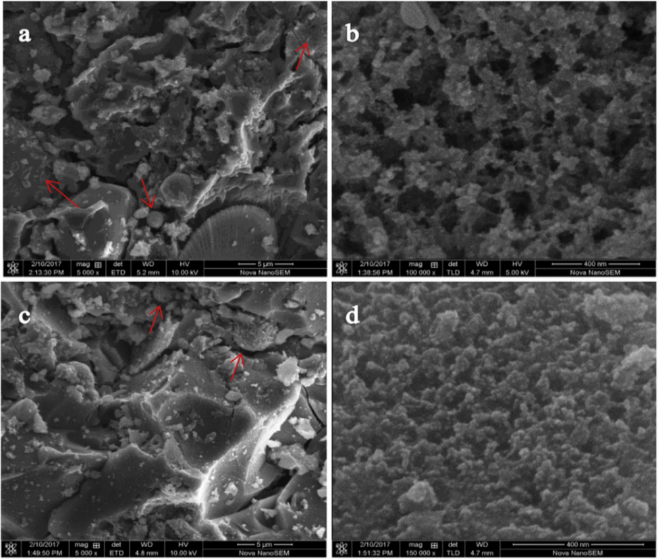 a
2/10/2017 mag det WD HV 5 µm
2:13:30 PM 5 000 x ETD 5.2 mm 10.00 kV Nova NanoSEM
b
2/10/2017 mag det WD HV 400 nm
1:38:56 PM 100 000 x TLD 4.7 mm 5.00 kV Nova NanoSEM
c
2/10/2017 mag det WD HV 5 µm
1:49:50 PM 5 000 x ETD 4.8 mm 10.00 kV Nova NanoSEM
d
2/10/2017 mag det WD 400 nm
1:51:32 PM 150 000 x TLD 4.7 mm Nova NanoSEM